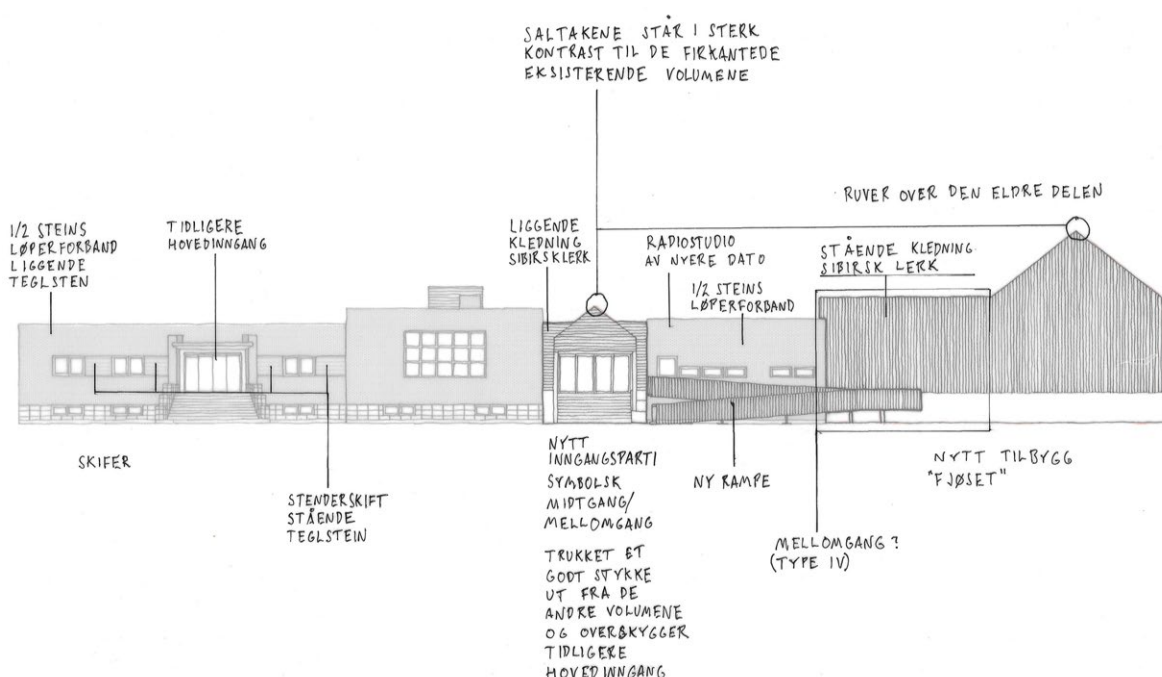 SALTAKENE STÅR I STERK
KONTRAST TIL DE FIRKANTEDE
EKSISTERENDE VOLUMENE
RUVER OVER DEN ELDRE DELEN
1/2 STEINS
LØPERFORBAND
LIGGENDE
TEGLSTEN
TIDLIGERE
HOVEDINNGANG
LIGGENDE
KLEDNING
SIBIRSKLERK
RADIOSTUDIO
AV NYERE DATO
1/2 STEINS
LØPERFORBAND
STÅENDE KLEDNING
SIBIRSK LERK
SKIFER
STENDERSKIFT
STÅENDE
TEGLSTEIN
NYTT
INNGANGSPARTI
SYMBOLSK
MIDTGANG/
MELLOMGANG
TRUKKET ET
GODT STYKKE
UT FRA DE
ANDRE VOLUMENE
OG OVERSKYGGER
TIDLIGERE
HOVEDINNGANG
NY RAMPE
MELLOMGANG?
(TYPE IV)
NYTT TILBYGG
"FJØSET"